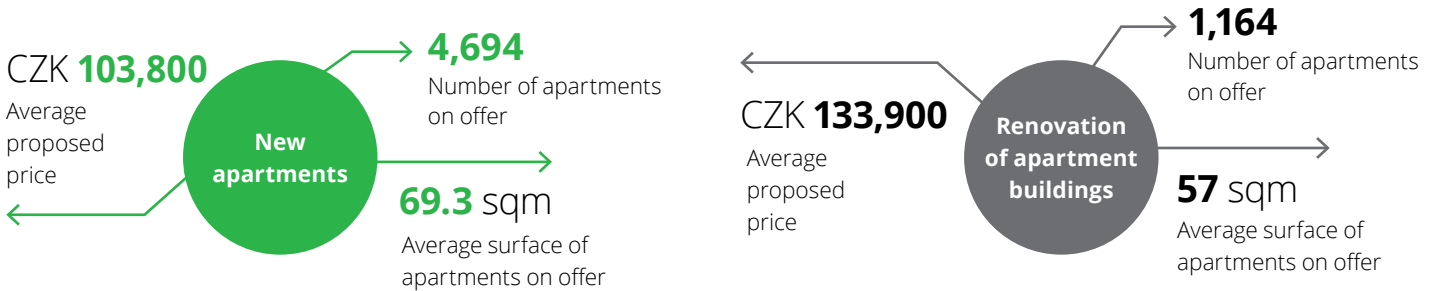 CZK 103,800
Average
proposed
price
New
apartments
4,694
Number of apartments
on offer
69.3 sqm
Average surface of
apartments on offer
CZK 133,900
Average
proposed
price
Renovation
of apartment
buildings
1,164
Number of apartments
on offer
57 sqm
Average surface of
apartments on offer